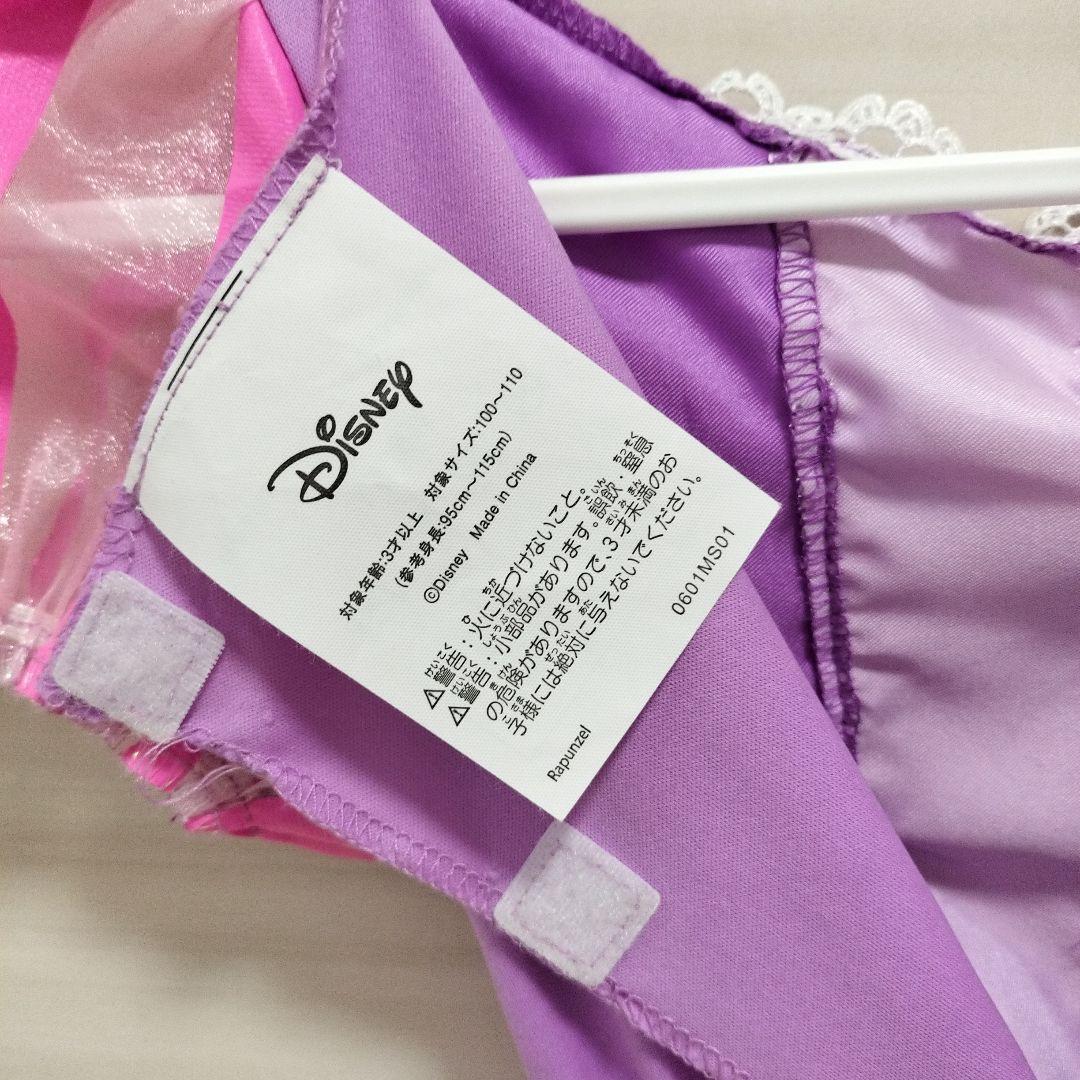 Disney
対象年齢:3才以上 対象サイズ:100～110
(参考身長:95cm～115cm)
©Disney Made in China
⚠警告：火に近づけないこと。
⚠警告：小部品があります。誤飲・窒息
の危険がありますので、3才未満のお
子様には絶対に与えないでください。
Rapunzel
0601MS01